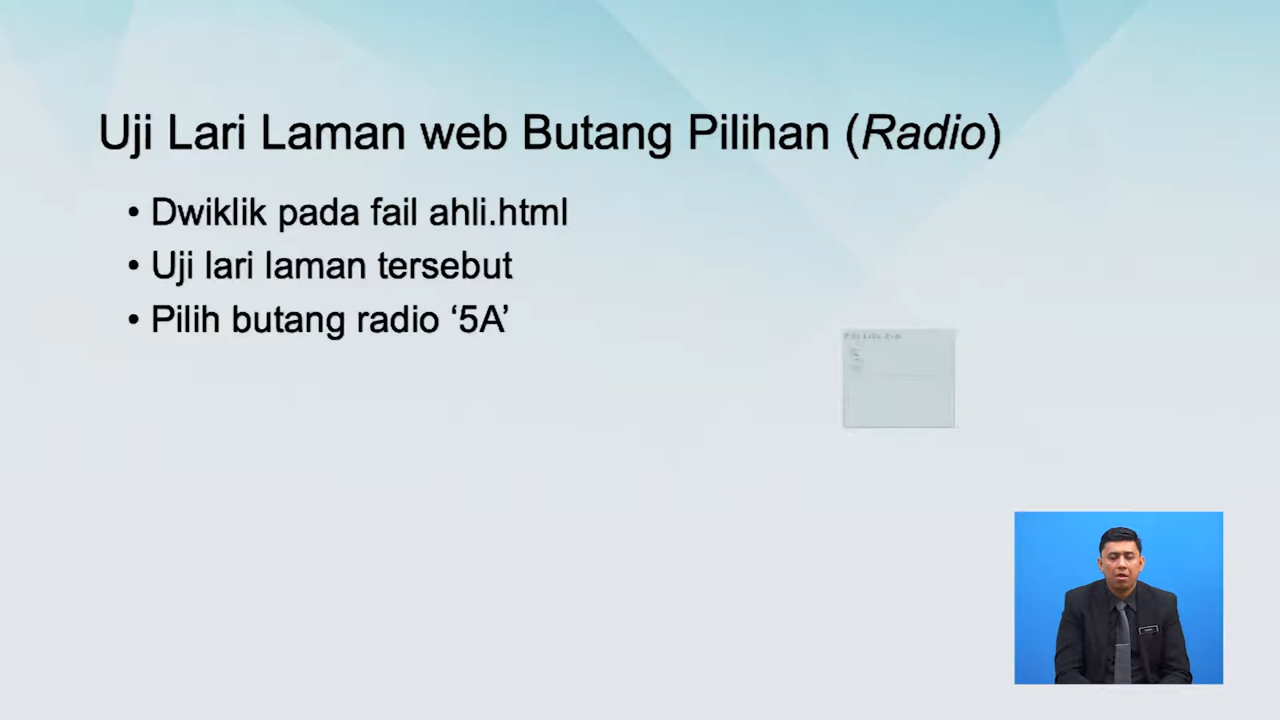 Uji Lari Laman web Butang Pilihan (Radio)
• Dwiklik pada fail ahli.html
• Uji lari laman tersebut
• Pilih butang radio ‘5A’